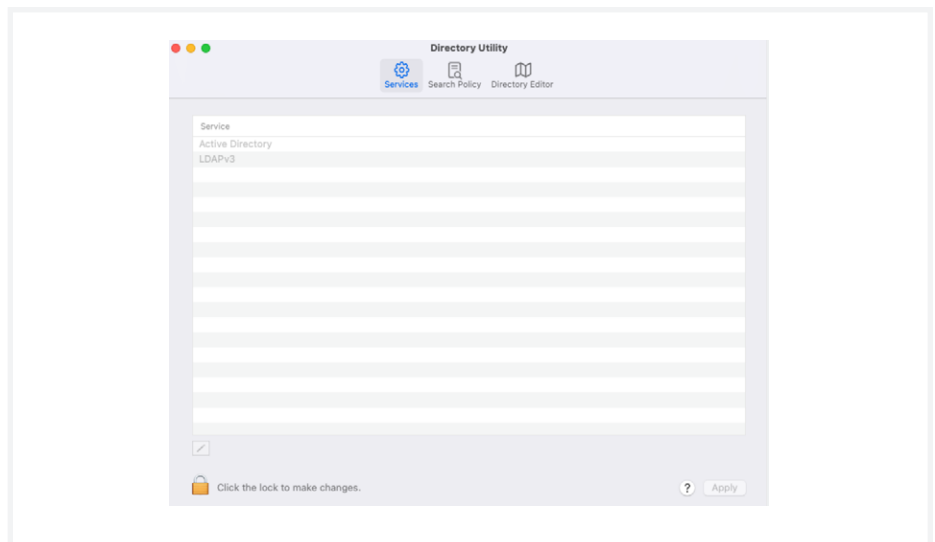 Directory Utility
Services Search Policy Directory Editor
Service
Active Directory
LDAPv3
Click the lock to make changes.
? Apply